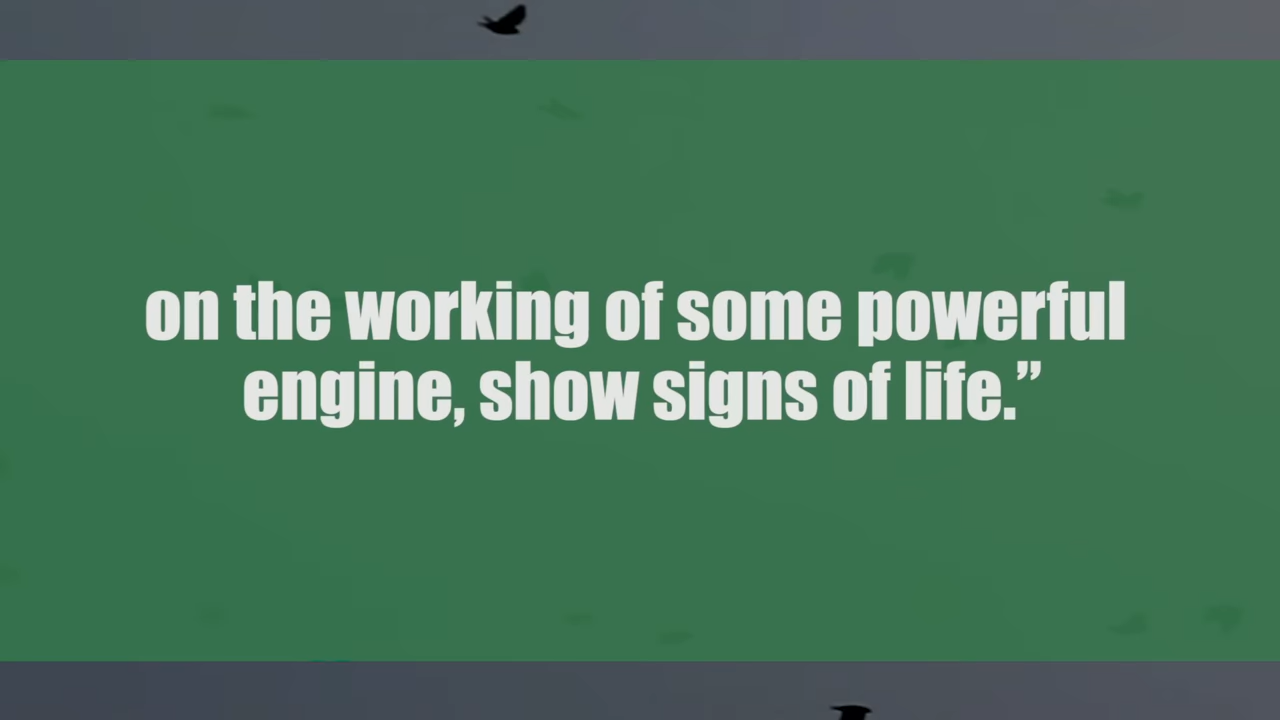 on the working of some powerful
engine, show signs of life.”